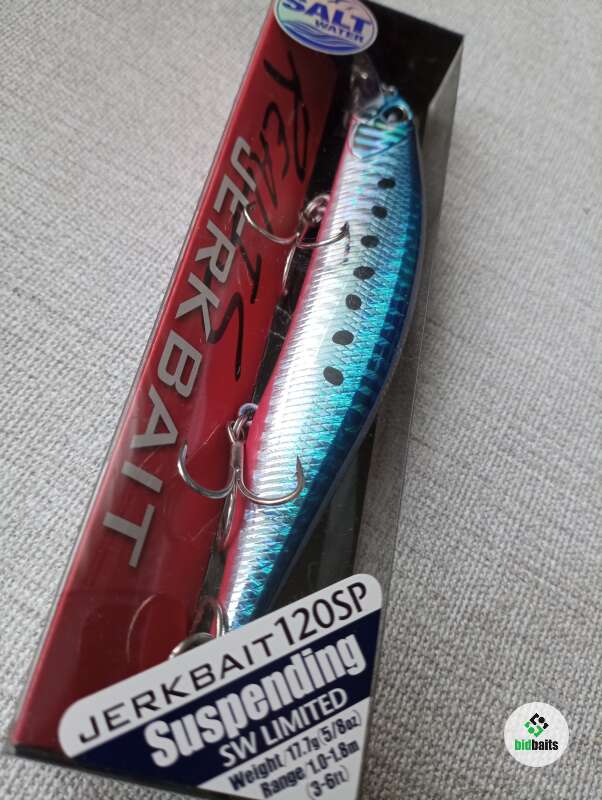 SALT
WATER
REALIS
JERKBAIT
JERKBAIT 120SP
Suspending
SW LIMITED
Weight/17.7g(5/8oz)
Range 1.0-1.8m
(3-6ft)
bidbaits